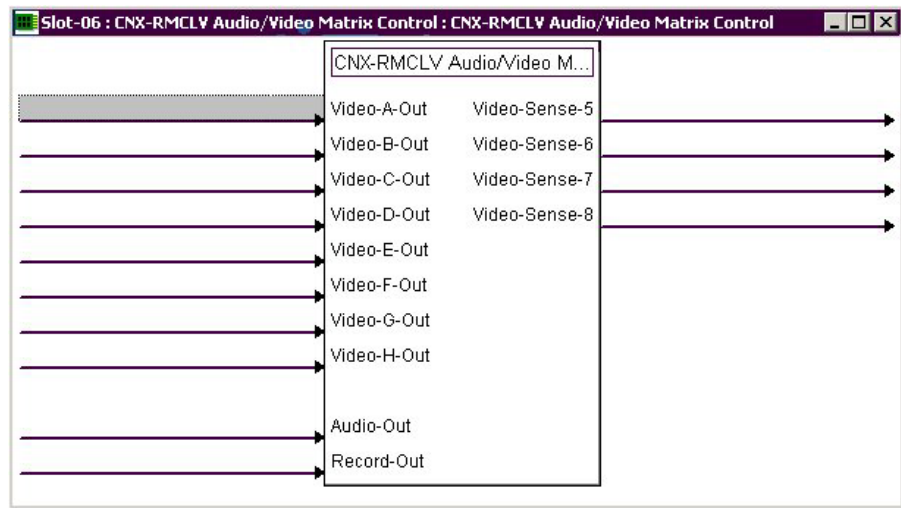 Slot-06 : CNX-RMCLV Audio/Video Matrix Control : CNX-RMCLV Audio/Video Matrix Control
CNX-RMCLV Audio/Video M...
Video-A-Out Video-Sense-5
Video-B-Out Video-Sense-6
Video-C-Out Video-Sense-7
Video-D-Out Video-Sense-8
Video-E-Out
Video-F-Out
Video-G-Out
Video-H-Out
Audio-Out
Record-Out